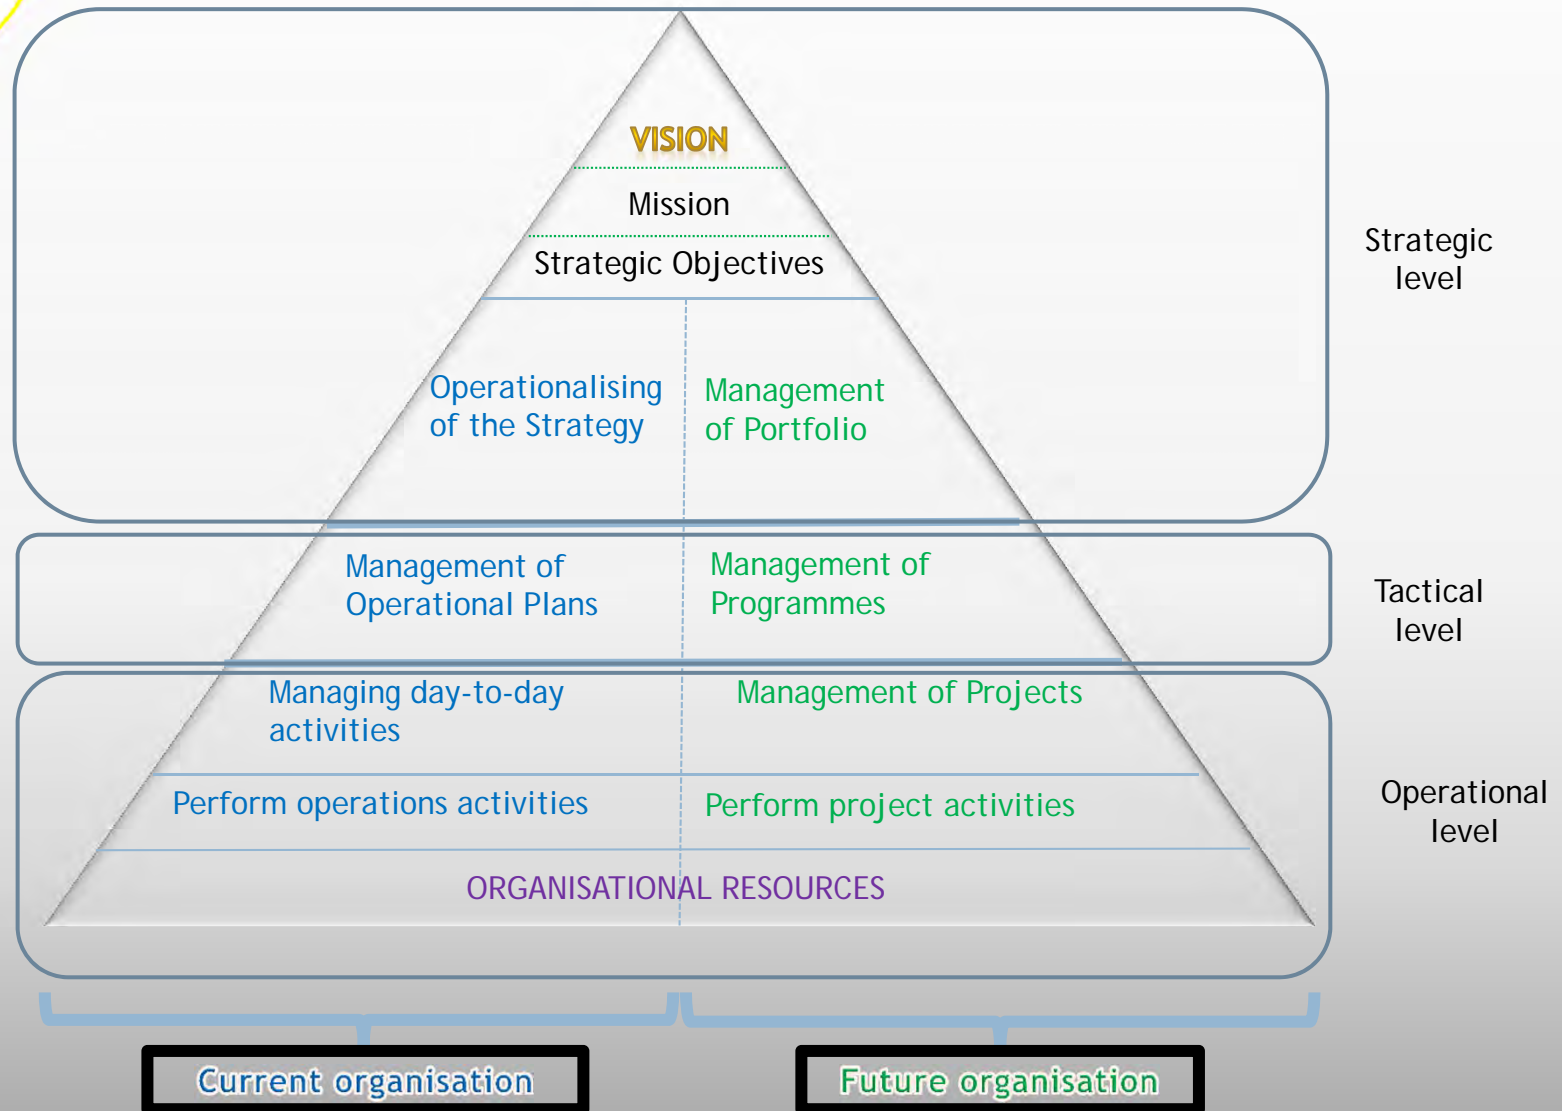 VISION
Mission
Strategic Objectives
Strategic
level
Operationalising
of the Strategy
Management
of Portfolio
Management of
Operational Plans
Management of
Programmes
Tactical
level
Managing day-to-day
activities
Management of Projects
Perform operations activities
Perform project activities
Operational
level
ORGANISATIONAL RESOURCES
Current organisation
Future organisation